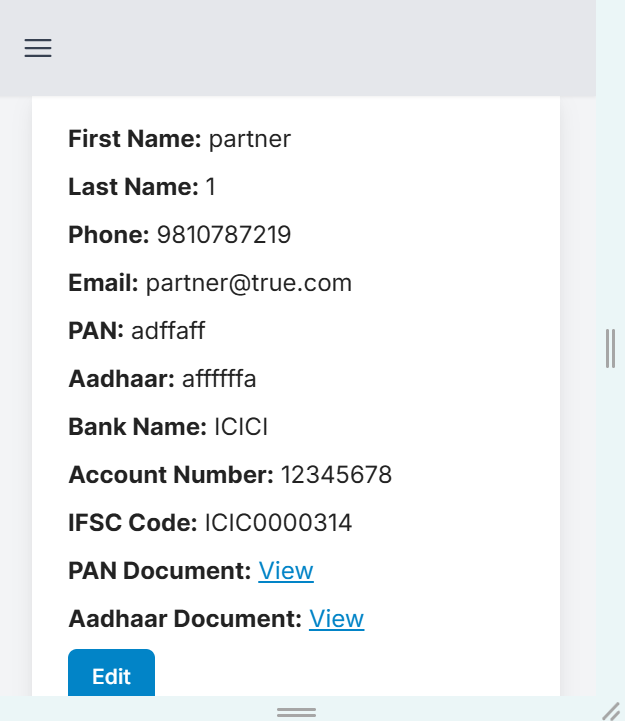 First Name: partner
Last Name: 1
Phone: 9810787219
Email: partner@true.com
PAN: adffaff
Aadhaar: affffffa
Bank Name: ICICI
Account Number: 12345678
IFSC Code: ICIC0000314
PAN Document: View
Aadhaar Document: View
Edit